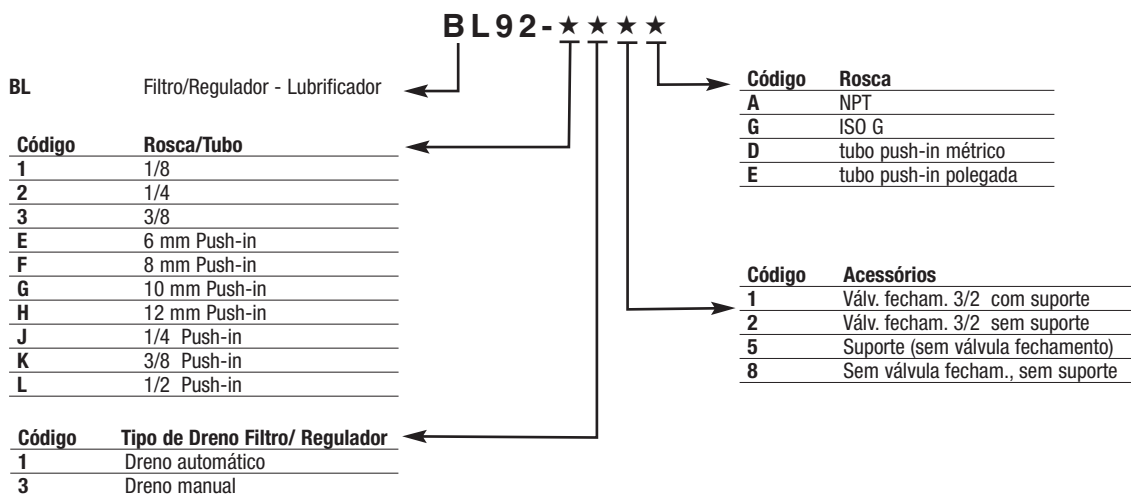 BL92-★★★★
BL Filtro/Regulador - Lubrificador
Código Rosca/Tubo
1 1/8
2 1/4
3 3/8
E 6 mm Push-in
F 8 mm Push-in
G 10 mm Push-in
H 12 mm Push-in
J 1/4 Push-in
K 3/8 Push-in
L 1/2 Push-in
Código Tipo de Dreno Filtro/ Regulador
1 Dreno automático
3 Dreno manual
Código Rosca
A NPT
G ISO G
D tubo push-in métrico
E tubo push-in polegada
Código Acessórios
1 Válv. fecham. 3/2 com suporte
2 Válv. fecham. 3/2 sem suporte
5 Suporte (sem válvula fechamento)
8 Sem válvula fecham., sem suporte